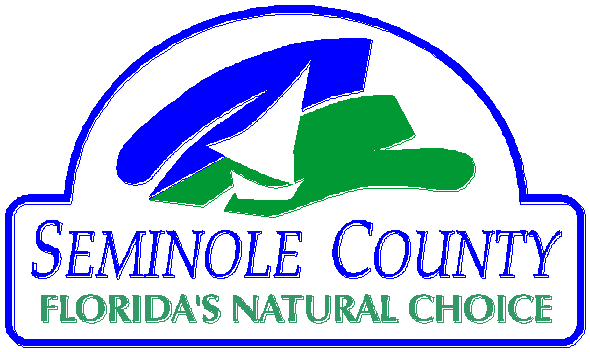 SEMINOLE COUNTY
FLORIDA'S NATURAL CHOICE